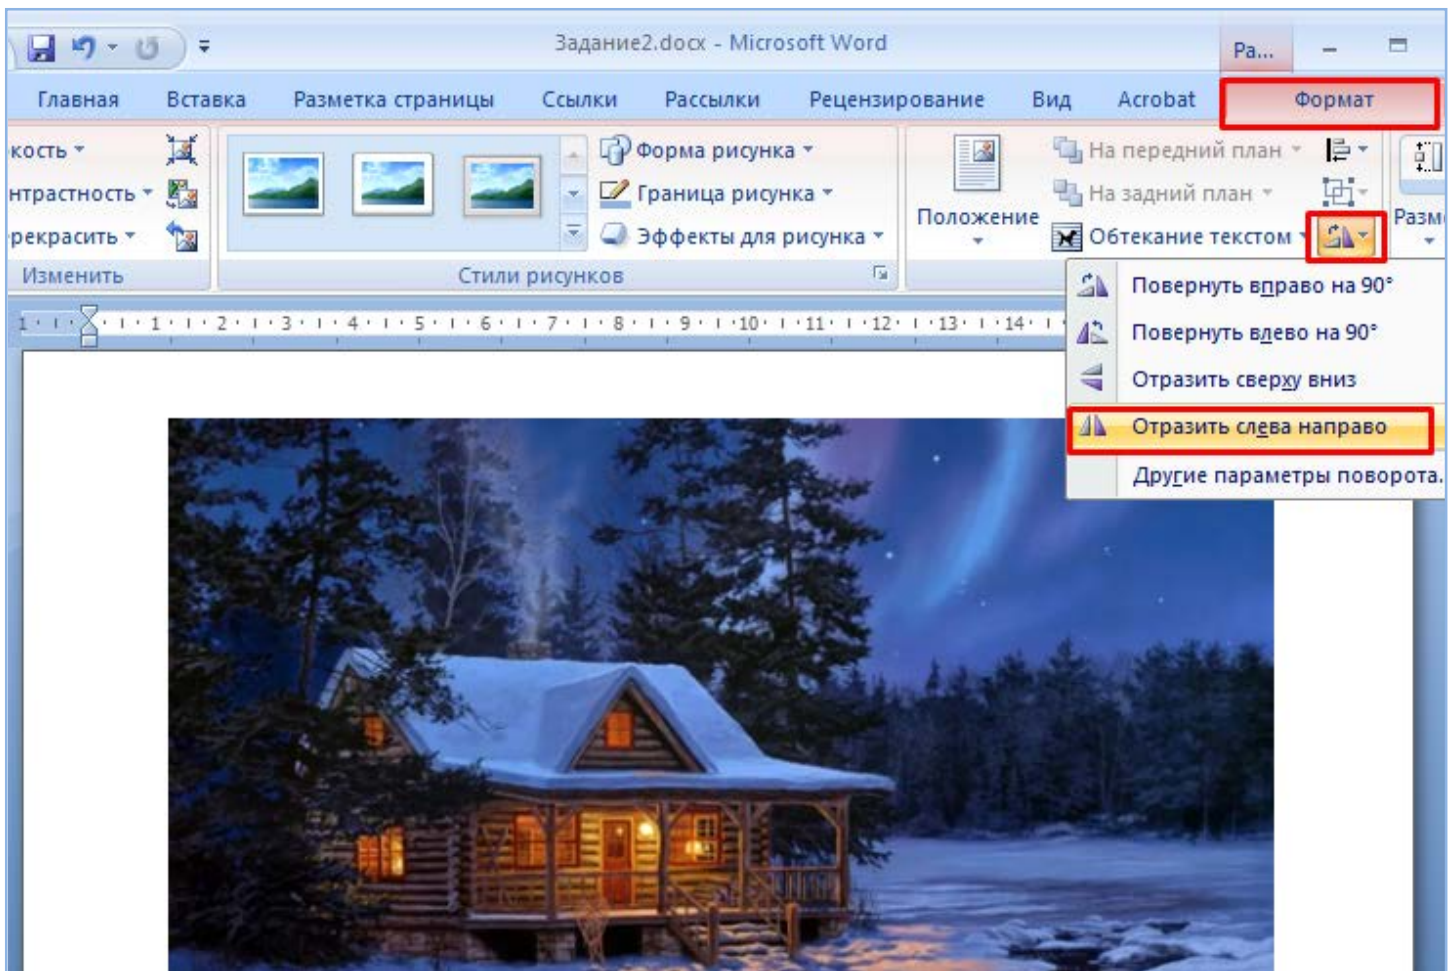 Задание2.docx - Microsoft Word
Ра...
Главная Вставка Разметка страницы Ссылки Рассылки Рецензирование Вид Acrobat Формат
кость
Форма рисунка
На передний план
нтрастность
Граница рисунка
На задний план
рекрасить
Эффекты для рисунка
Положение
Обтекание текстом
Разм
Изменить
Стили рисунков
Повернуть вправо на 90°
1 1 2 3 4 5 6 7 8 9 10 11 12 13 14
Повернуть влево на 90°
Отразить сверху вниз
Отразить слева направо
Другие параметры поворота.